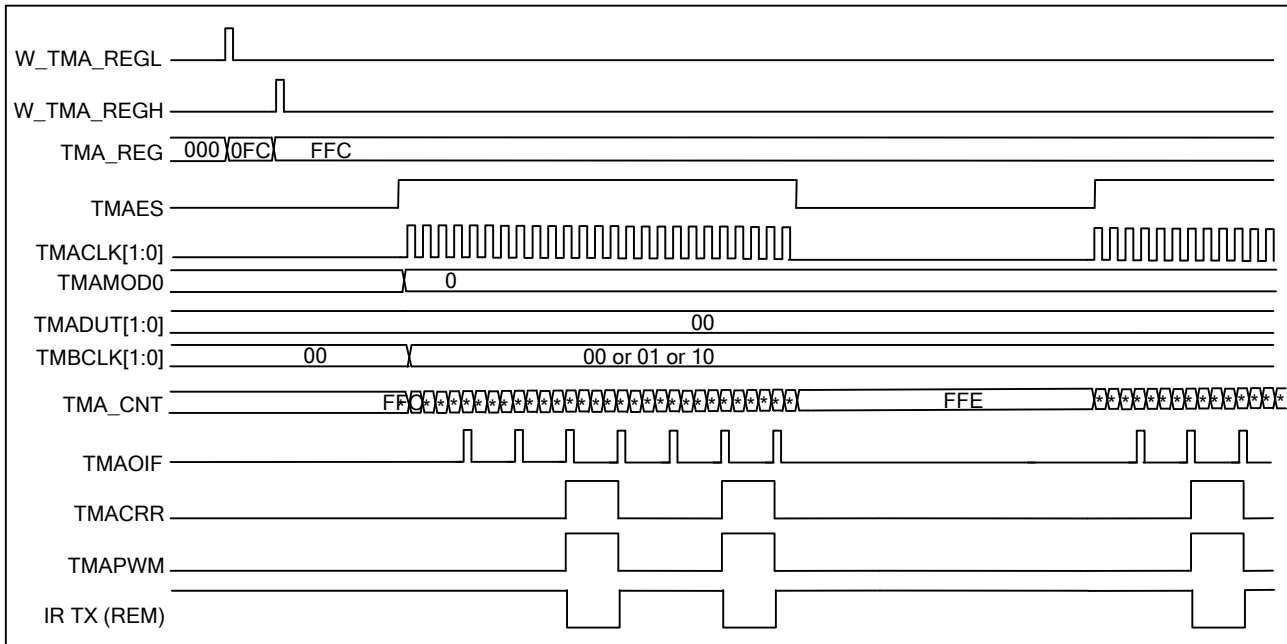 W_TMA_REGL
W_TMA_REGH
TMA_REG 000 0FC FFC
TMAES
TMACLK[1:0]
TMAMOD0 0
TMADUT[1:0] 00
TMBCLK[1:0] 00 00 or 01 or 10
TMA_CNT FFC * * * * * * * * * * * * * * * * * * * * * * * * * * * * * * FFE * * * * * * * * * * * * * * *
TMAOIF
TMACRR
TMAPWM
IR TX (REM)